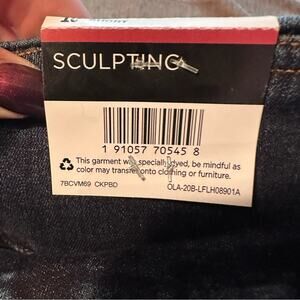 SHORT
SCULPTING
1 91057 70545 8
This garment was specially dyed, be mindful as
color may transfer onto clothing or furniture.
7BCVM69 CKPBD
OLA-20B-LFLH08901A